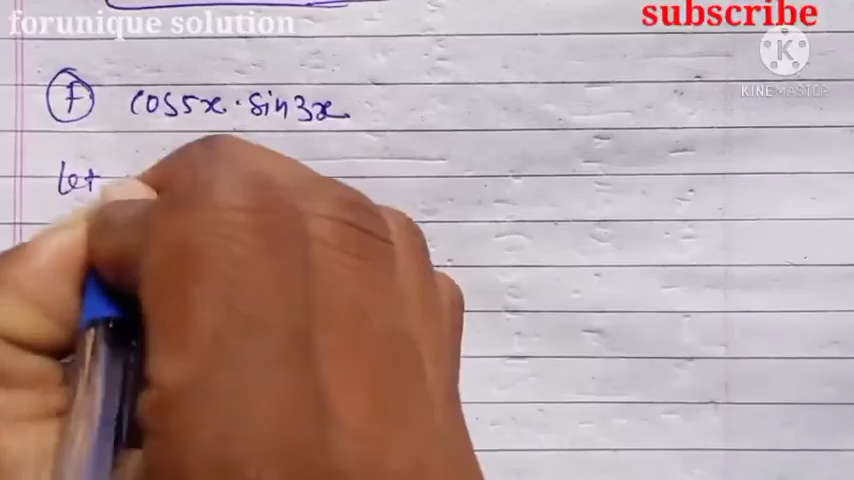 forunique solution
subscribe
KINEMASTER
f cos5x · sin3x
let